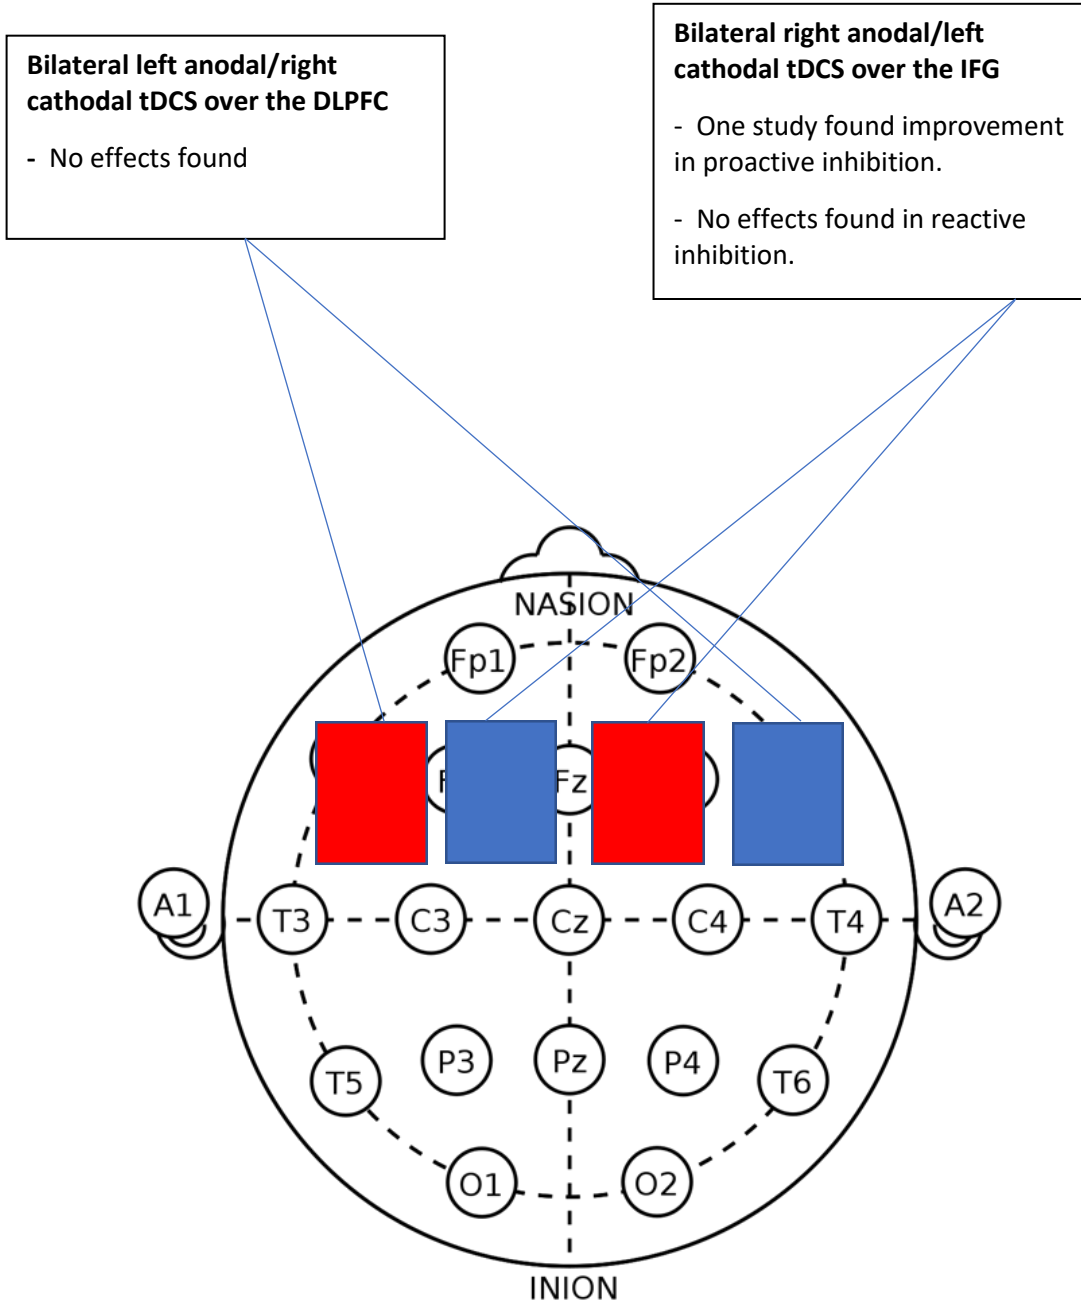 Bilateral left anodal/right
cathodal tDCS over the DLPFC
- No effects found
Bilateral right anodal/left
cathodal tDCS over the IFG
- One study found improvement
in proactive inhibition.
- No effects found in reactive
inhibition.
NASION
Fp1 Fp2
Fz
A1 T3 C3 Cz C4 T4 A2
T5 P3 Pz P4 T6
O1 O2
INION